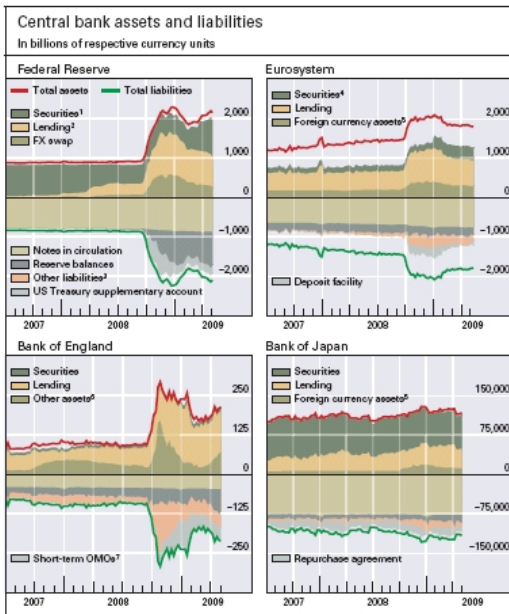 Central bank assets and liabilities
In billions of respective currency units
Federal Reserve
Total assets Total liabilities
Securities¹
Lending²
FX swap
2,000
1,000
0
–1,000
–2,000
Notes in circulation
Reserve balances
Other liabilities³
US Treasury supplementary account
2007 2008 2009
Eurosystem
Securities⁴
Lending
Foreign currency assets⁵
2,000
1,000
0
–1,000
–2,000
Deposit facility
2007 2008 2009
Bank of England
Securities
Lending
Other assets⁶
250
125
0
–125
–250
Short-term OMOs⁷
2007 2008 2009
Bank of Japan
Securities
Lending
Foreign currency assets⁵
150,000
75,000
0
–75,000
–150,000
Repurchase agreement
2007 2008 2009